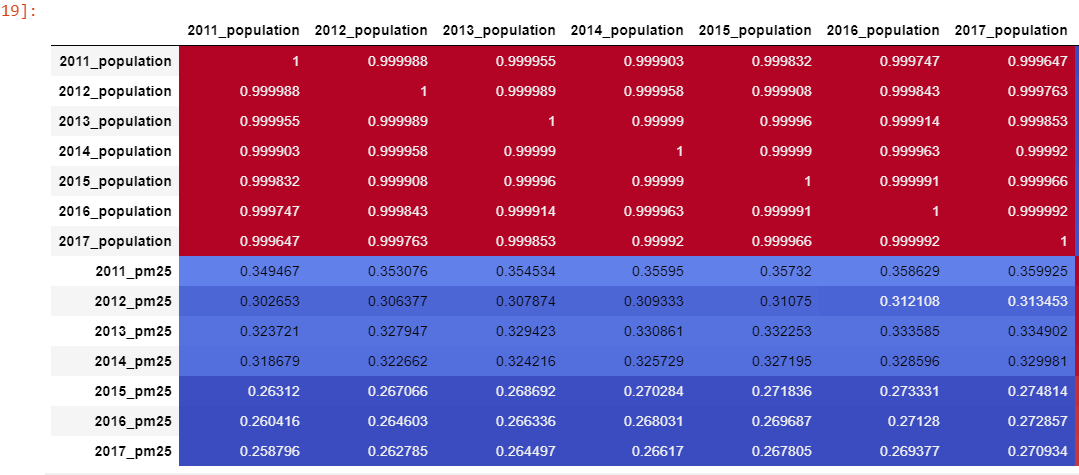 19]:
2011_population 2012_population 2013_population 2014_population 2015_population 2016_population 2017_population
2011_population 1 0.999988 0.999955 0.999903 0.999832 0.999747 0.999647
2012_population 0.999988 1 0.999989 0.999958 0.999908 0.999843 0.999763
2013_population 0.999955 0.999989 1 0.99999 0.99996 0.999914 0.999853
2014_population 0.999903 0.999958 0.99999 1 0.99999 0.999963 0.99992
2015_population 0.999832 0.999908 0.99996 0.99999 1 0.999991 0.999966
2016_population 0.999747 0.999843 0.999914 0.999963 0.999991 1 0.999992
2017_population 0.999647 0.999763 0.999853 0.99992 0.999966 0.999992 1
2011_pm25 0.349467 0.353076 0.354534 0.35595 0.35732 0.358629 0.359925
2012_pm25 0.302653 0.306377 0.307874 0.309333 0.31075 0.312108 0.313453
2013_pm25 0.323721 0.327947 0.329423 0.330861 0.332253 0.333585 0.334902
2014_pm25 0.318679 0.322662 0.324216 0.325729 0.327195 0.328596 0.329981
2015_pm25 0.26312 0.267066 0.268692 0.270284 0.271836 0.273331 0.274814
2016_pm25 0.260416 0.264603 0.266336 0.268031 0.269687 0.27128 0.272857
2017_pm25 0.258796 0.262785 0.264497 0.26617 0.267805 0.269377 0.270934